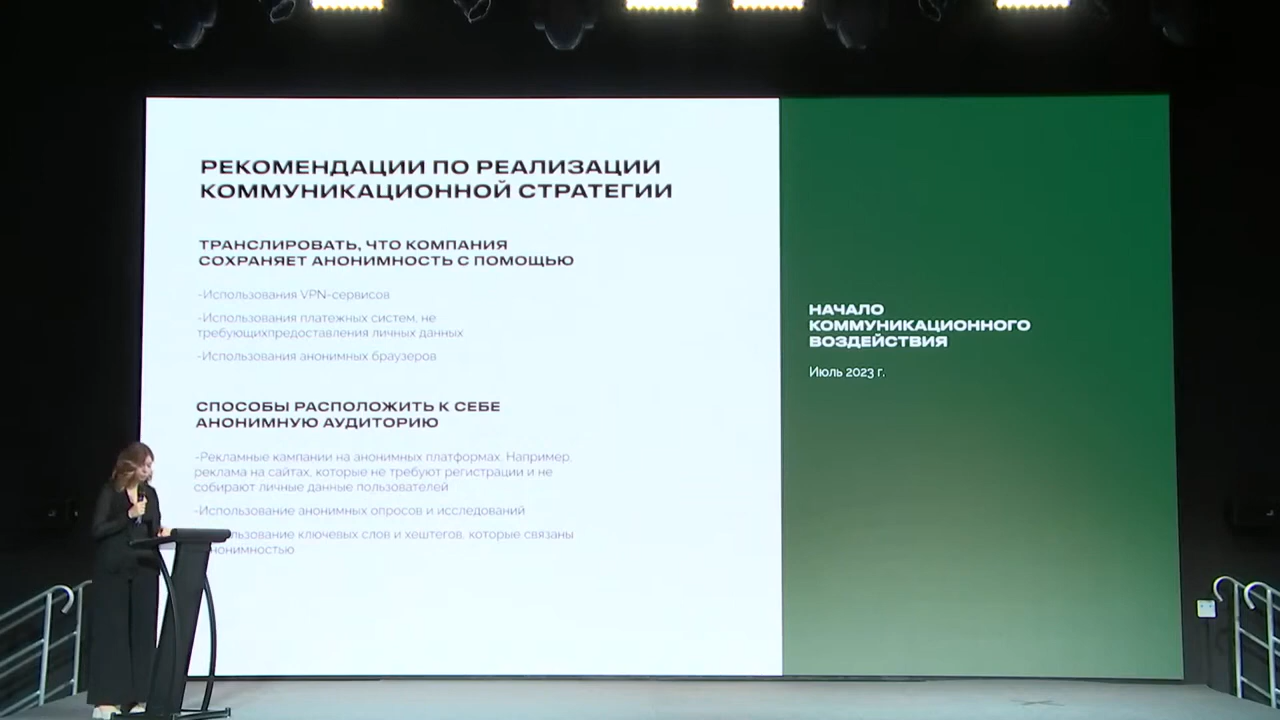 РЕКОМЕНДАЦИИ ПО РЕАЛИЗАЦИИ
КОММУНИКАЦИОННОЙ СТРАТЕГИИ
ТРАНСЛИРОВАТЬ, ЧТО КОМПАНИЯ
СОХРАНЯЕТ АНОНИМНОСТЬ С ПОМОЩЬЮ
-Использования VPN-сервисов
-Использования платежных систем, не
требующихпредоставления личных данных
-Использования анонимных браузеров
СПОСОБЫ РАСПОЛОЖИТЬ К СЕБЕ
АНОНИМНУЮ АУДИТОРИЮ
-Рекламные кампании на анонимных платформах. Например,
реклама на сайтах, которые не требуют регистрации и не
собирают личные данные пользователей
-Использование анонимных опросов и исследований
ключевых слов и хештегов, которые связаны
НАЧАЛО
КОММУНИКАЦИОННОГО
ВОЗДЕЙСТВИЯ
Июль 2023 г.